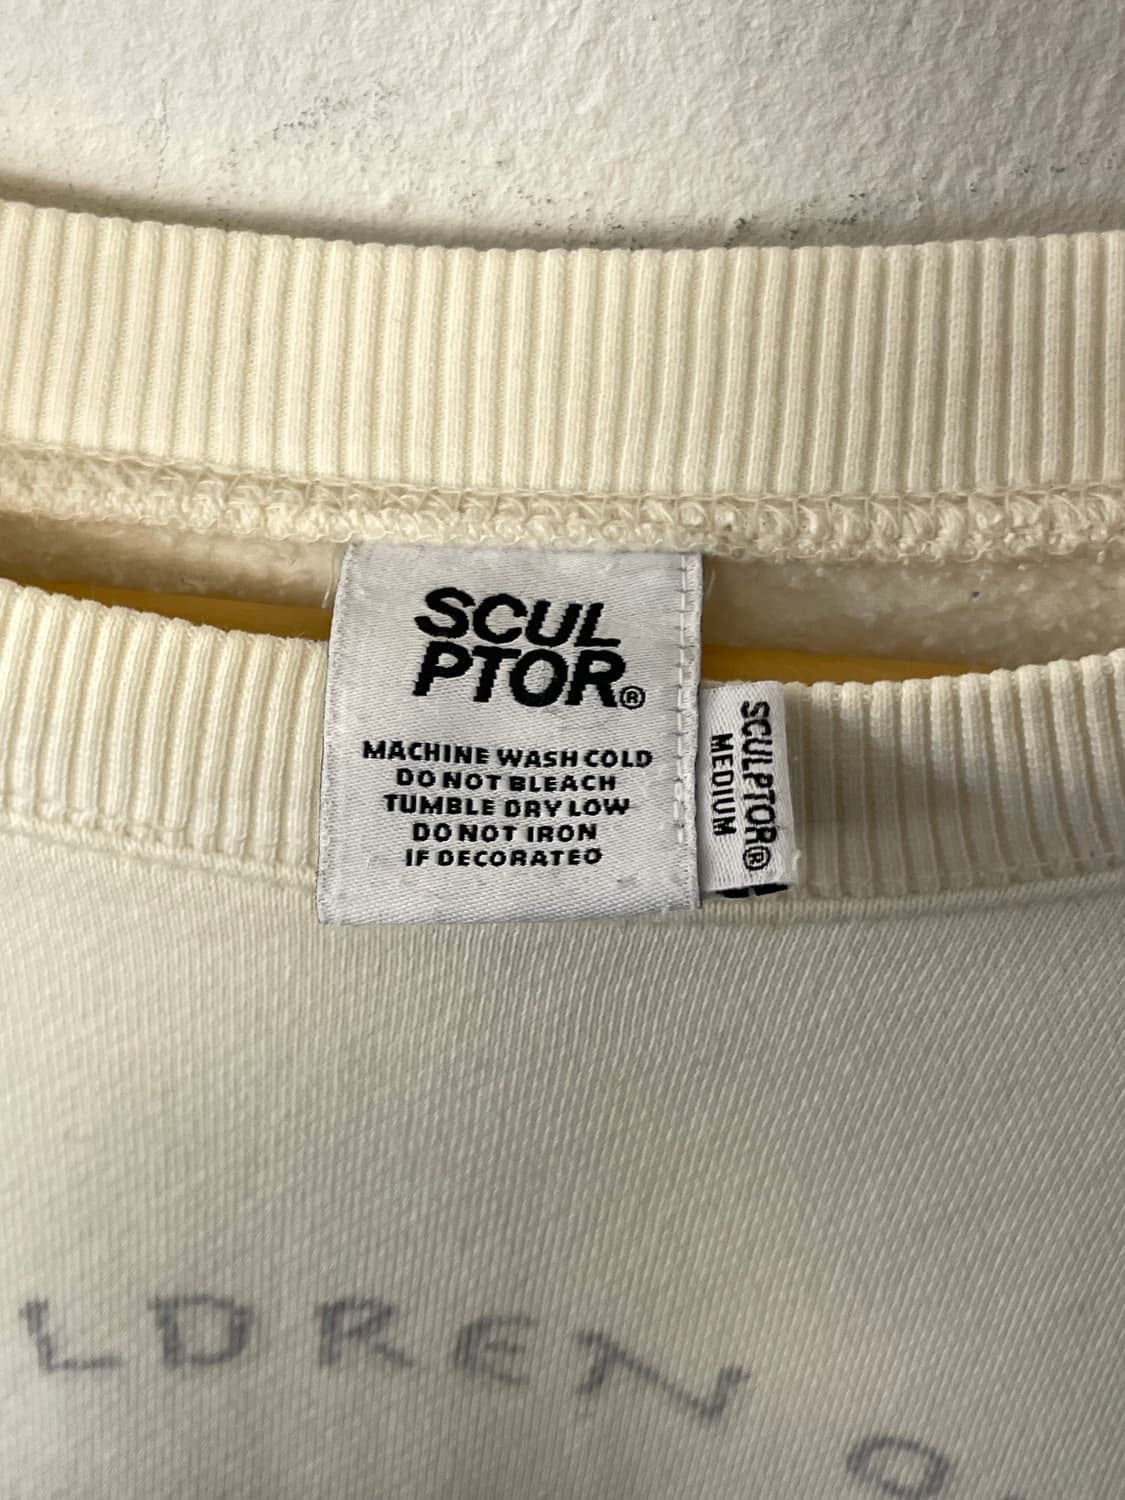 SCUL
PTOR®
MACHINE WASH COLD
DO NOT BLEACH
TUMBLE DRY LOW
DO NOT IRON
IF DECORATED
SCULPTOR®
MEDIUM
LDREN O